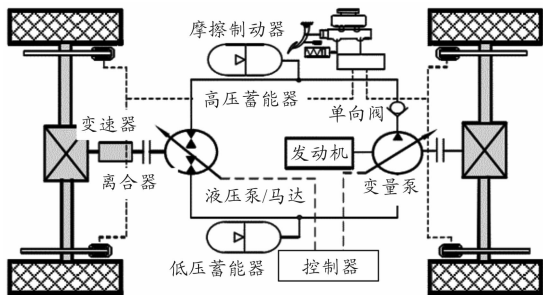 摩擦制动器
高压蓄能器
单向阀
变速器
发动机
离合器
液压泵/马达
变量泵
低压蓄能器
控制器